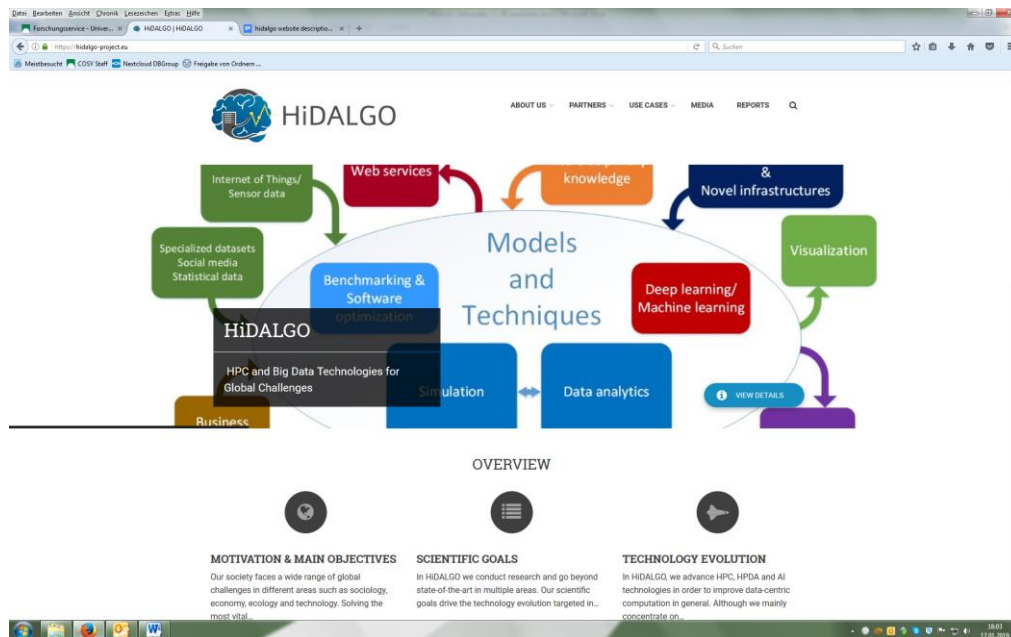 Datei Bearbeiten Ansicht Chronik Lesezeichen Extras Hilfe
Forschungsservice - Univer... HiDALGO | HiDALGO hidalgo website descriptio...
https://hidalgo-project.eu Suchen
Meistbesucht COSY Staff Nextcloud DBGroup Freigabe von Ordnern ...
HiDALGO
ABOUT US PARTNERS USE CASES MEDIA REPORTS
Internet of Things/
Sensor data
Web services
knowledge
&
Novel infrastructures
Specialized datasets
Social media
Statistical data
Models
and
Techniques
Visualization
Benchmarking &
Software
optimization
Deep learning/
Machine learning
HiDALGO
HPC and Big Data Technologies for
Global Challenges
Simulation
Data analytics
VIEW DETAILS
Business
OVERVIEW
MOTIVATION & MAIN OBJECTIVES
Our society faces a wide range of global
challenges in different areas such as sociology,
economy, ecology and technology. Solving the
most vital...
SCIENTIFIC GOALS
In HiDALGO we conduct research and go beyond
state-of-the-art in multiple areas. Our scientific
goals drive the technology evolution targeted in...
TECHNOLOGY EVOLUTION
In HiDALGO, we advance HPC, HPDA and AI
technologies in order to improve data-centric
computation in general. Although we mainly
concentrate on...
18:03
17.01.2019